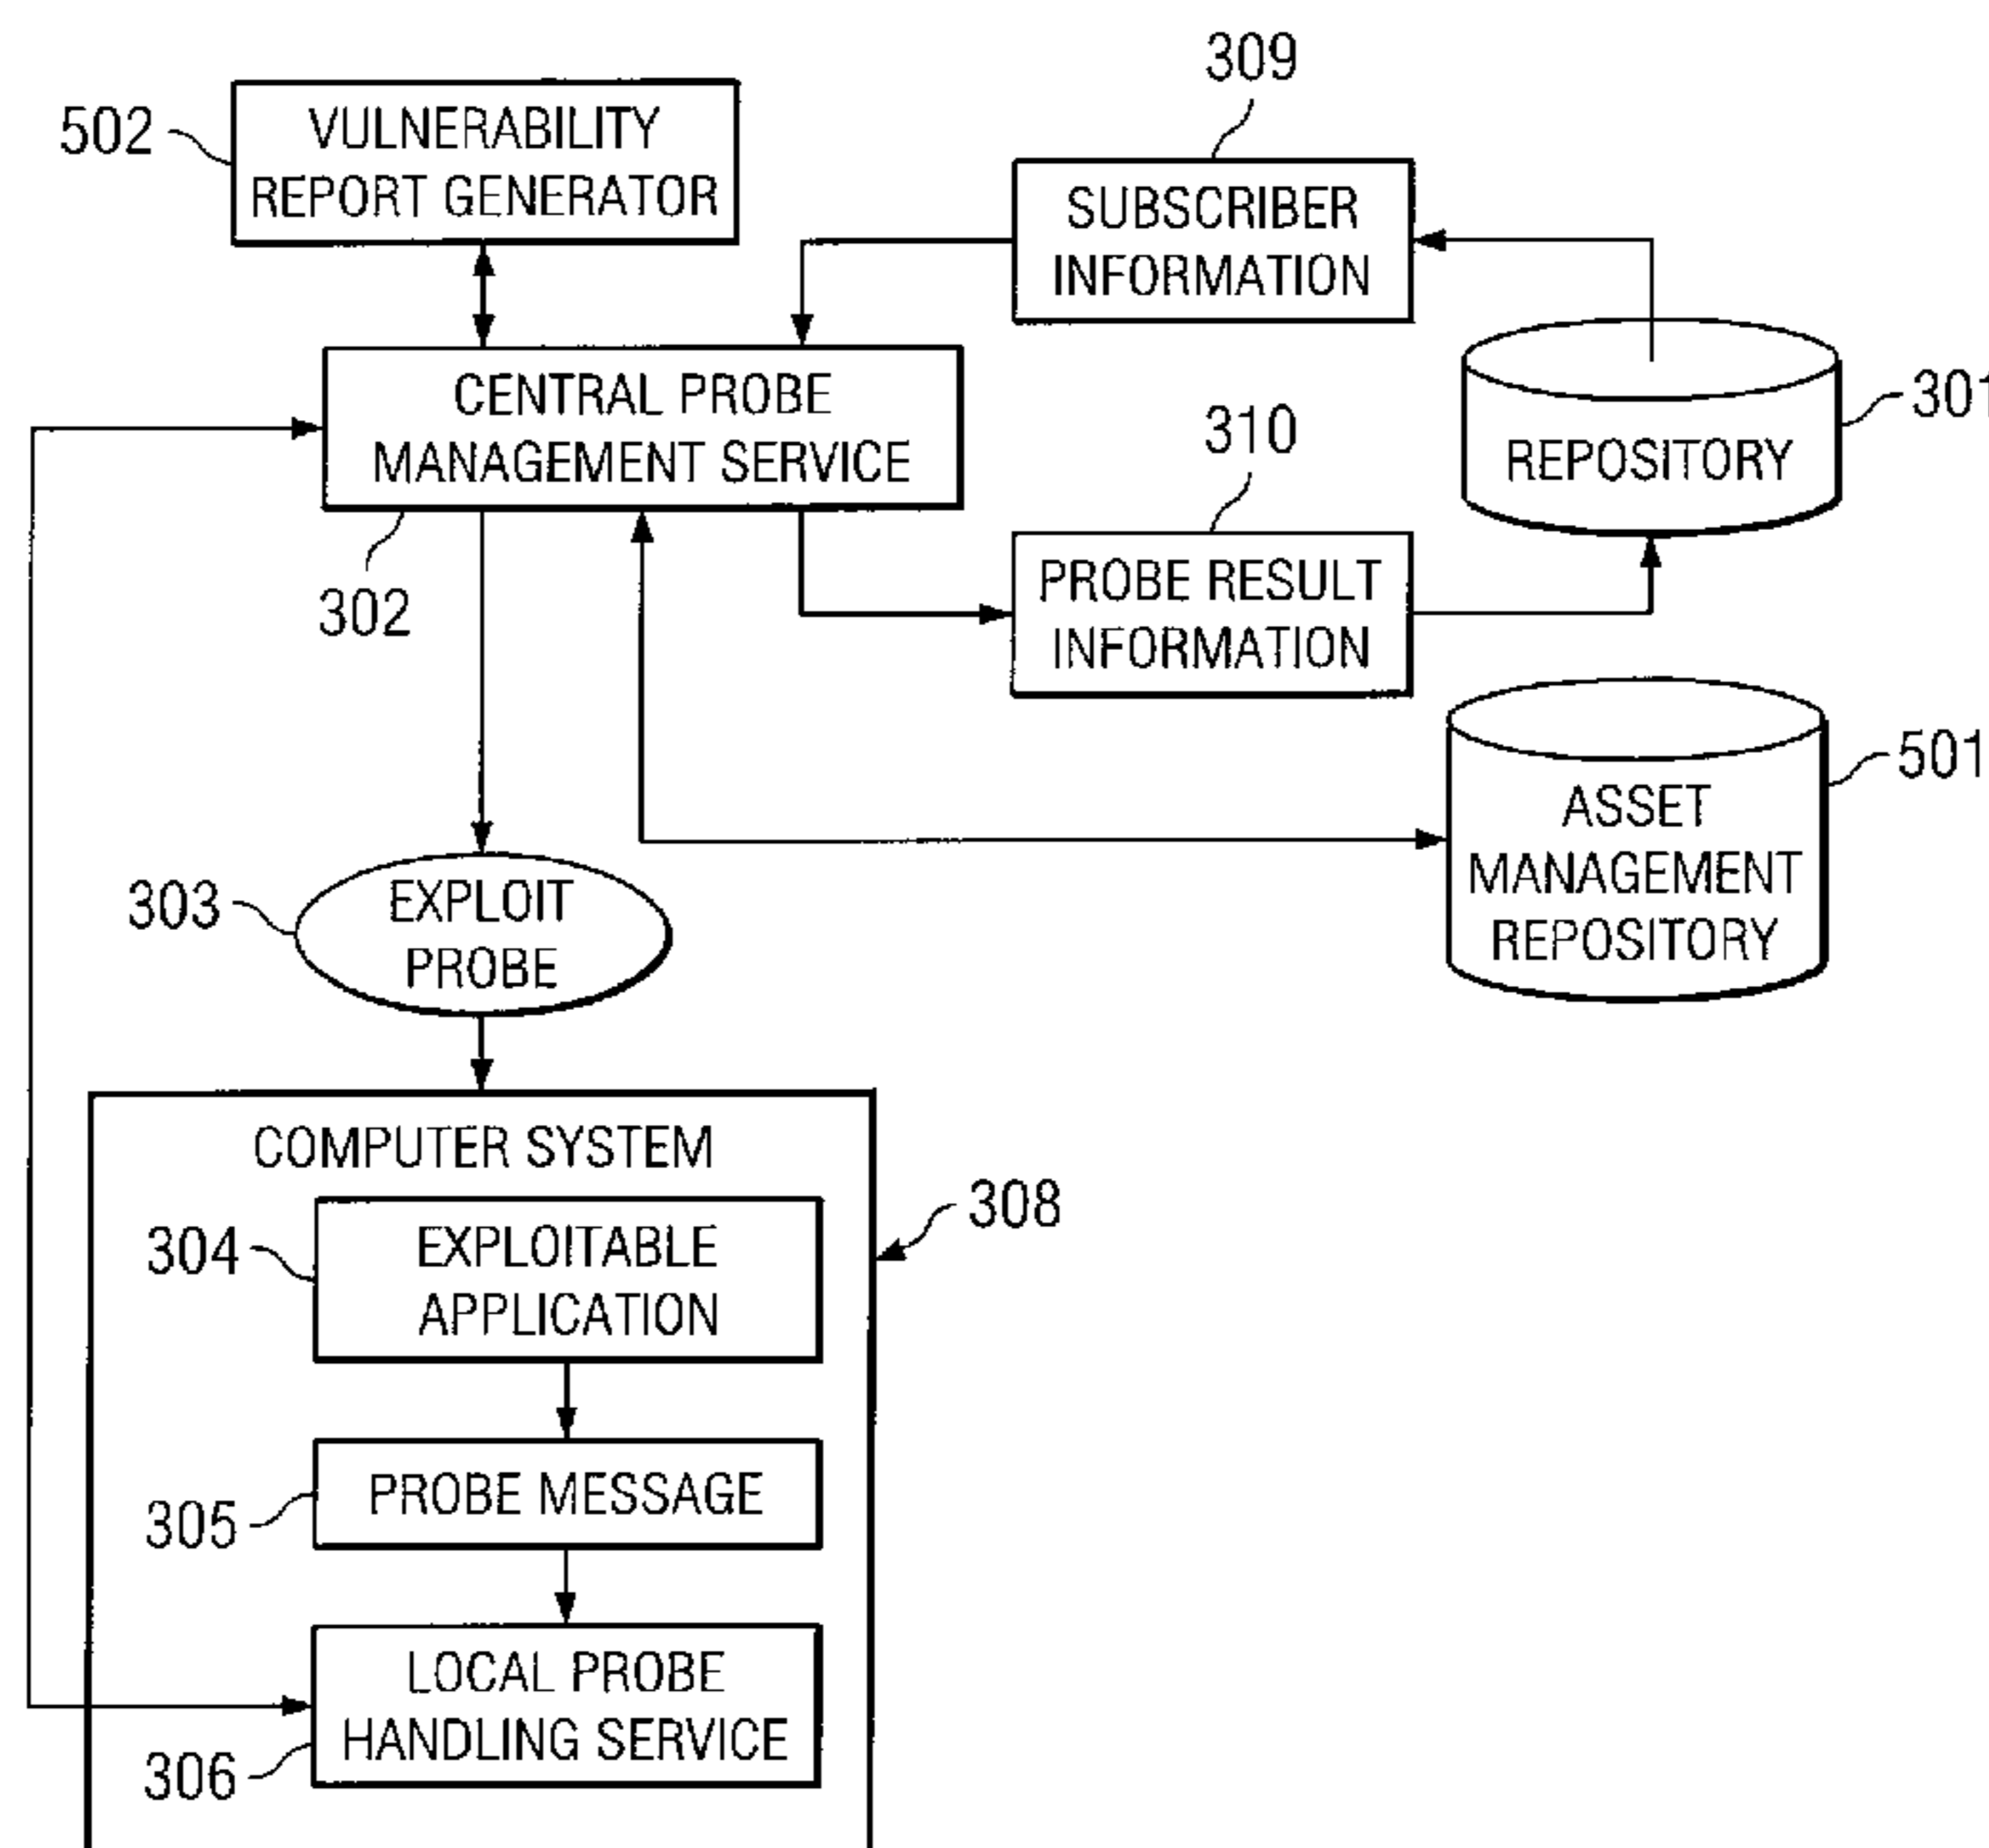 309
502
VULNERABILITY
REPORT GENERATOR
SUBSCRIBER
INFORMATION
CENTRAL PROBE
MANAGEMENT SERVICE
302
310
301
REPOSITORY
PROBE RESULT
INFORMATION
501
ASSET
MANAGEMENT
REPOSITORY
303
EXPLOIT
PROBE
COMPUTER SYSTEM
308
304
EXPLOITABLE
APPLICATION
305
PROBE MESSAGE
306
LOCAL PROBE
HANDLING SERVICE